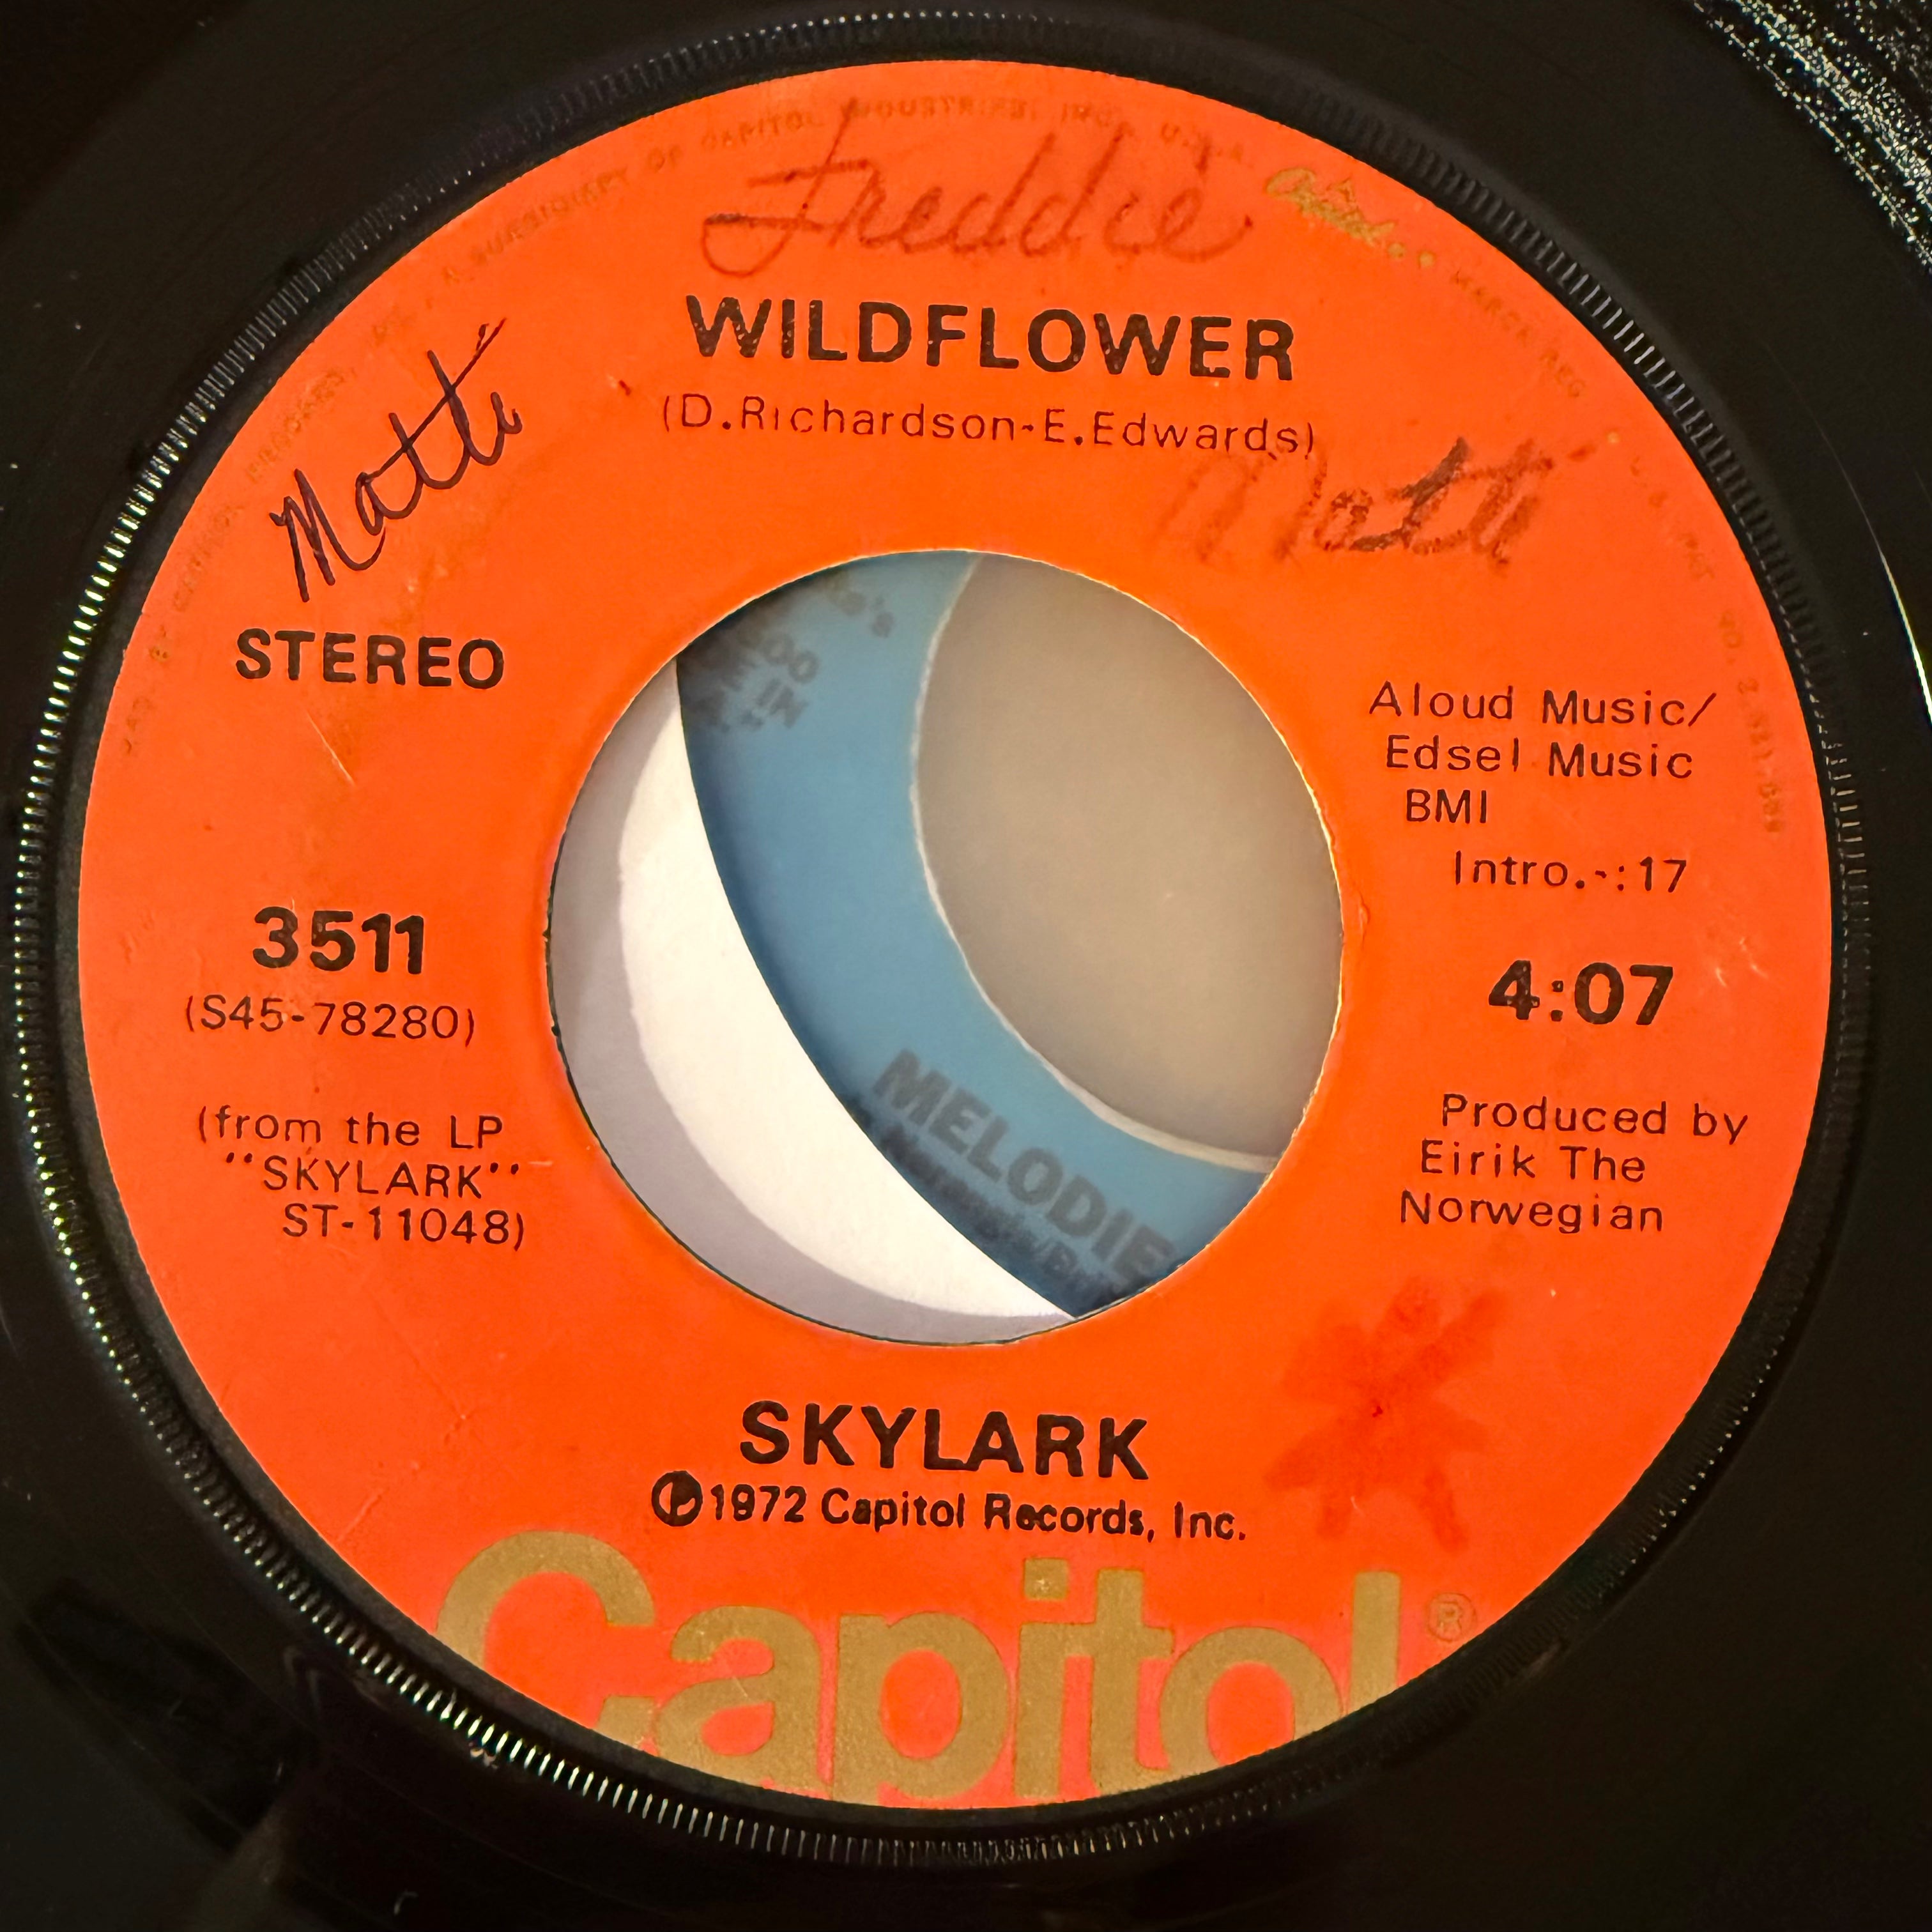 Freddie
WILDFLOWER
(D.Richardson-E.Edwards)
Matti
Matti
STEREO
3511
(S45-78280)
(from the LP
"SKYLARK"
ST-11048)
Aloud Music/
Edsel Music
BMI
Intro.-:17
4:07
Produced by
Eirik The
Norwegian
MELODIE
SKYLARK
℗1972 Capitol Records, Inc.
Capitol®